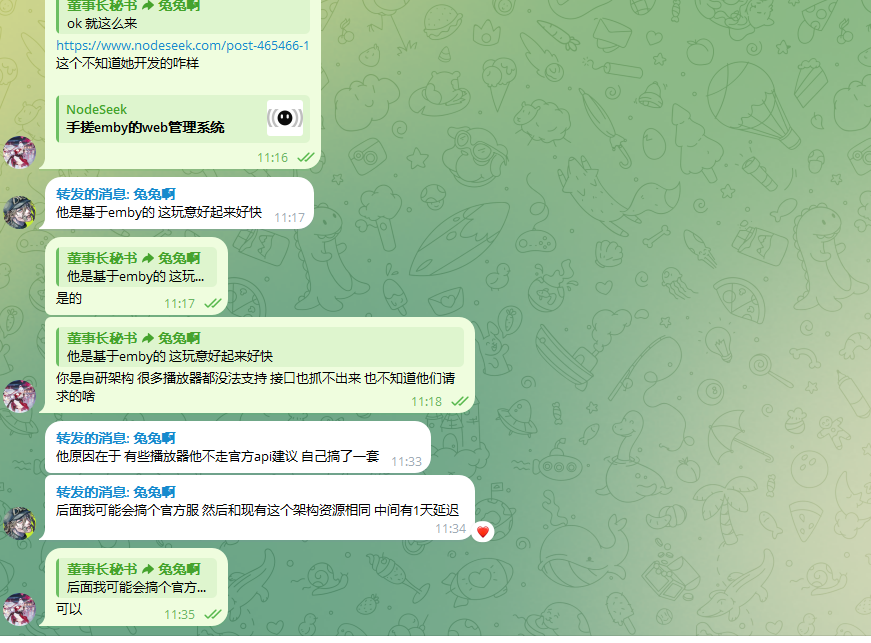 董事长秘书 兔兔啊
ok 就这么来
https://www.nodeseek.com/post-465466-1
这个不知道她开发的咋样
NodeSeek
手搓emby的web管理系统
11:16
转发的消息: 兔兔啊
他是基于emby的 这玩意好起来好快
11:17
董事长秘书 兔兔啊
他是基于emby的 这玩...
是的
11:17
董事长秘书 兔兔啊
他是基于emby的 这玩意好起来好快
你是自研架构 很多播放器都没法支持 接口也抓不出来 也不知道他们请
求的啥
11:18
转发的消息: 兔兔啊
他原因在于 有些播放器他不走官方api建议 自己搞了一套
11:33
转发的消息: 兔兔啊
后面我可能会搞个官方服 然后和现有这个架构资源相同 中间有1天延迟
11:34
董事长秘书 兔兔啊
后面我可能会搞个官方...
可以
11:35